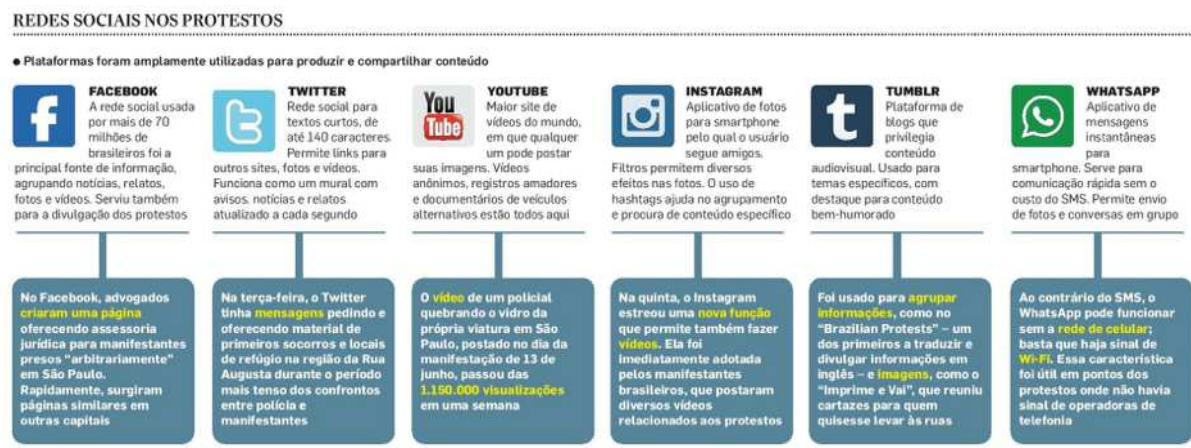 REDES SOCIAIS NOS PROTESTOS
● Plataformas foram amplamente utilizadas para produzir e compartilhar conteúdo
FACEBOOK
A rede social usada
por mais de 70
milhões de
brasileiros foi a
principal fonte de informação,
agrupando notícias, relatos,
fotos e vídeos. Serviu também
para a divulgação dos protestos
No Facebook, advogados
criaram uma página
oferecendo assessoria
jurídica para manifestantes
presos "arbitrariamente"
em São Paulo.
Rapidamente, surgiram
páginas similares em
outras capitais
TWITTER
Rede social para
textos curtos, de
até 140 caracteres.
Permite links para
outros sites, fotos e vídeos.
Funciona como um mural com
avisos, notícias e relatos
atualizado a cada segundo
Na terça-feira, o Twitter
tinha mensagens pedindo e
oferecendo material de
primeiros socorros e locais
de refúgio na região da Rua
Augusta durante o período
mais tenso dos confrontos
entre polícia e
manifestantes
You
Tube
YOUTUBE
Maior site de
vídeos do mundo,
em que qualquer
um pode postar
suas imagens. Vídeos
anônimos, registros amadores
e documentários de veículos
alternativos estão todos aqui
O vídeo de um policial
quebrando o vidro da
própria viatura em São
Paulo, postado no dia da
manifestação de 13 de
junho, passou das
1.150.000 visualizações
em uma semana
INSTAGRAM
Aplicativo de fotos
para smartphone
pelo qual o usuário
segue amigos.
Filtros permitem diversos
efeitos nas fotos. O uso de
hashtags ajuda no agrupamento
e procura de conteúdo específico
Na quinta, o Instagram
estreou uma nova função
que permite também fazer
vídeos. Ela foi
imediatamente adotada
pelos manifestantes
brasileiros, que postaram
diversos vídeos
relacionados aos protestos
TUMBLR
Plataforma de
blogs que
privilegia
conteúdo
audiovisual. Usado para
temas específicos, com
destaque para conteúdo
bem-humorado
Foi usado para agrupar
informações, como no
"Brazilian Protests" – um
dos primeiros a traduzir e
divulgar informações em
inglês – e imagens, como o
"Imprime e Vai", que reuniu
cartazes para quem
quisesse levar às ruas
WHATSAPP
Aplicativo de
mensagens
instantâneas
para
smartphone. Serve para
comunicação rápida sem o
custo do SMS. Permite envio
de fotos e conversas em grupo
Ao contrário do SMS, o
WhatsApp pode funcionar
sem a rede de celular;
basta que haja sinal de
Wi-Fi. Essa característica
foi útil em pontos dos
protestos onde não havia
sinal de operadoras de
telefonia